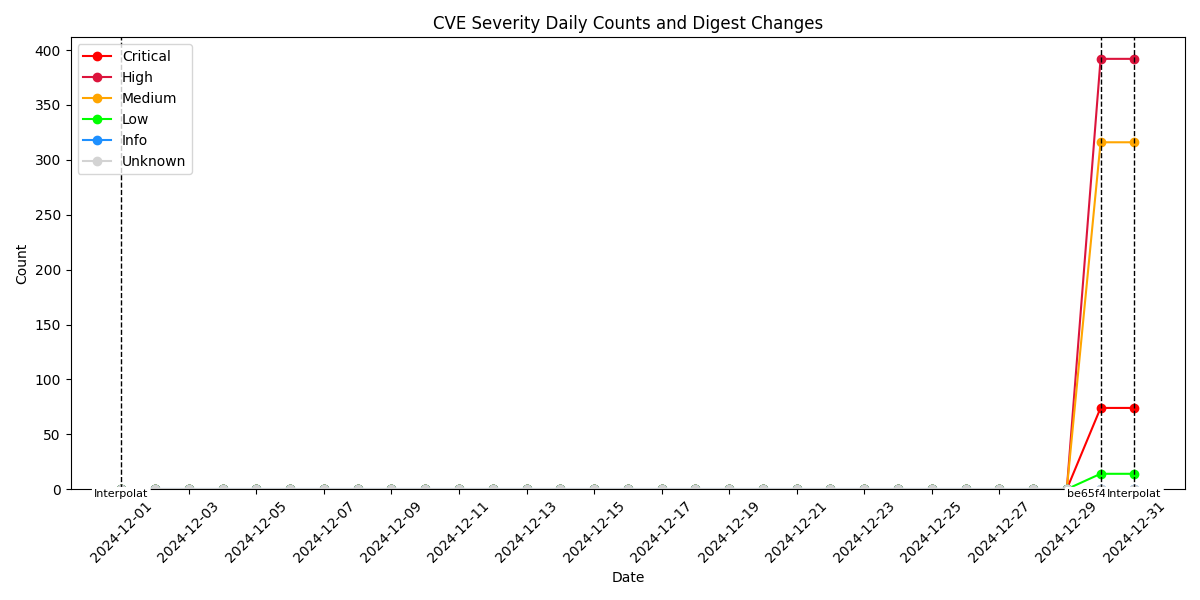 CVE Severity Daily Counts and Digest Changes
Critical
High
Medium
Low
Info
Unknown
Count
400
350
300
250
200
150
100
50
0
Interpolat
be65f4
Interpolat
2024-12-01
2024-12-03
2024-12-05
2024-12-07
2024-12-09
2024-12-11
2024-12-13
2024-12-15
2024-12-17
2024-12-19
2024-12-21
2024-12-23
2024-12-25
2024-12-27
2024-12-29
2024-12-31
Date